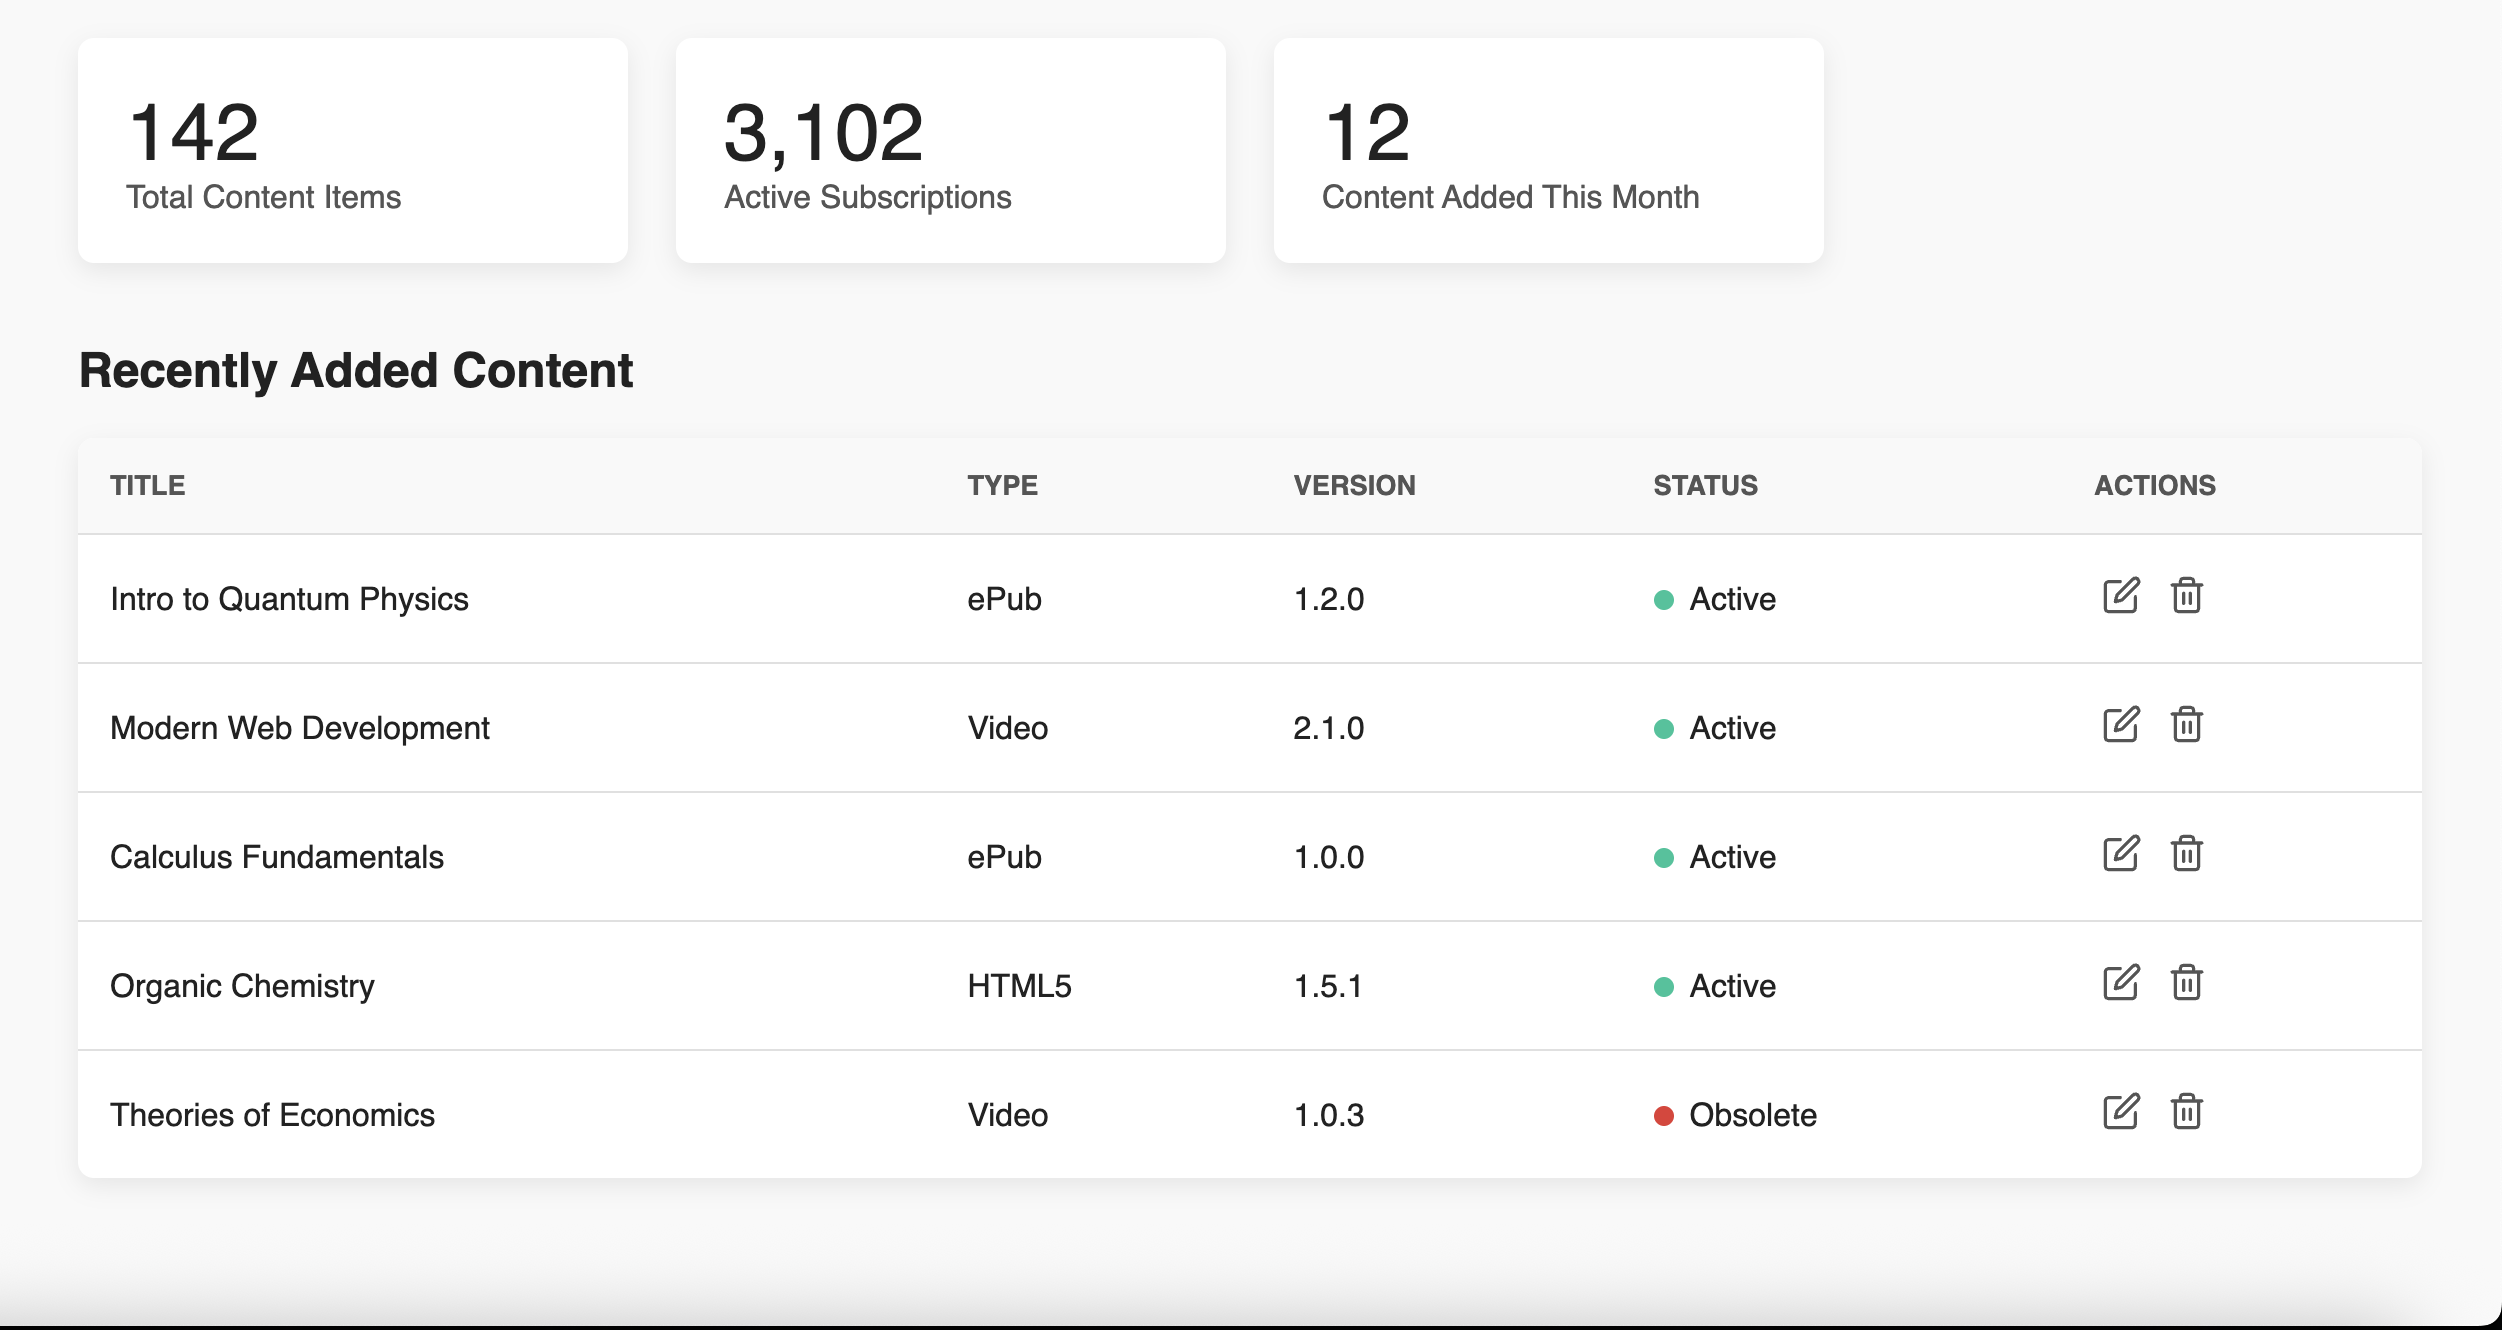 142
Total Content Items
3,102
Active Subscriptions
12
Content Added This Month
Recently Added Content
TITLE TYPE VERSION STATUS ACTIONS
Intro to Quantum Physics ePub 1.2.0 Active
Modern Web Development Video 2.1.0 Active
Calculus Fundamentals ePub 1.0.0 Active
Organic Chemistry HTML5 1.5.1 Active
Theories of Economics Video 1.0.3 Obsolete